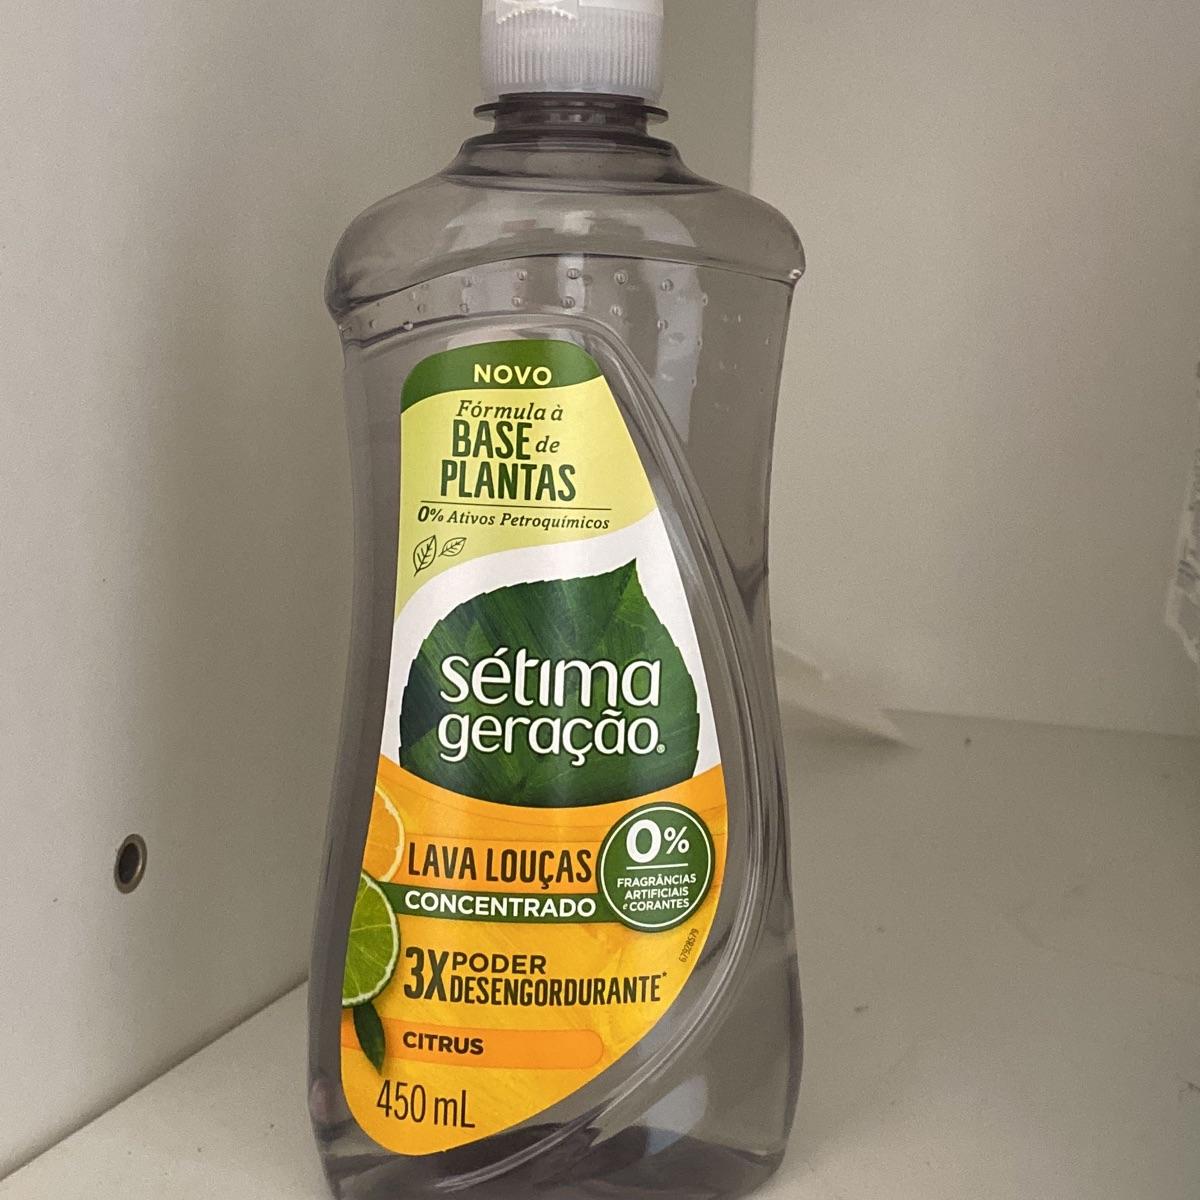 NOVO
Fórmula à
BASE de
PLANTAS
0% Ativos Petroquímicos
sétima
geração®
LAVA LOUÇAS
CONCENTRADO
0%
FRAGRÂNCIAS
ARTIFICIAIS
e CORANTES
3X PODER
DESENGORDURANTE*
CITRUS
450 mL
67928579